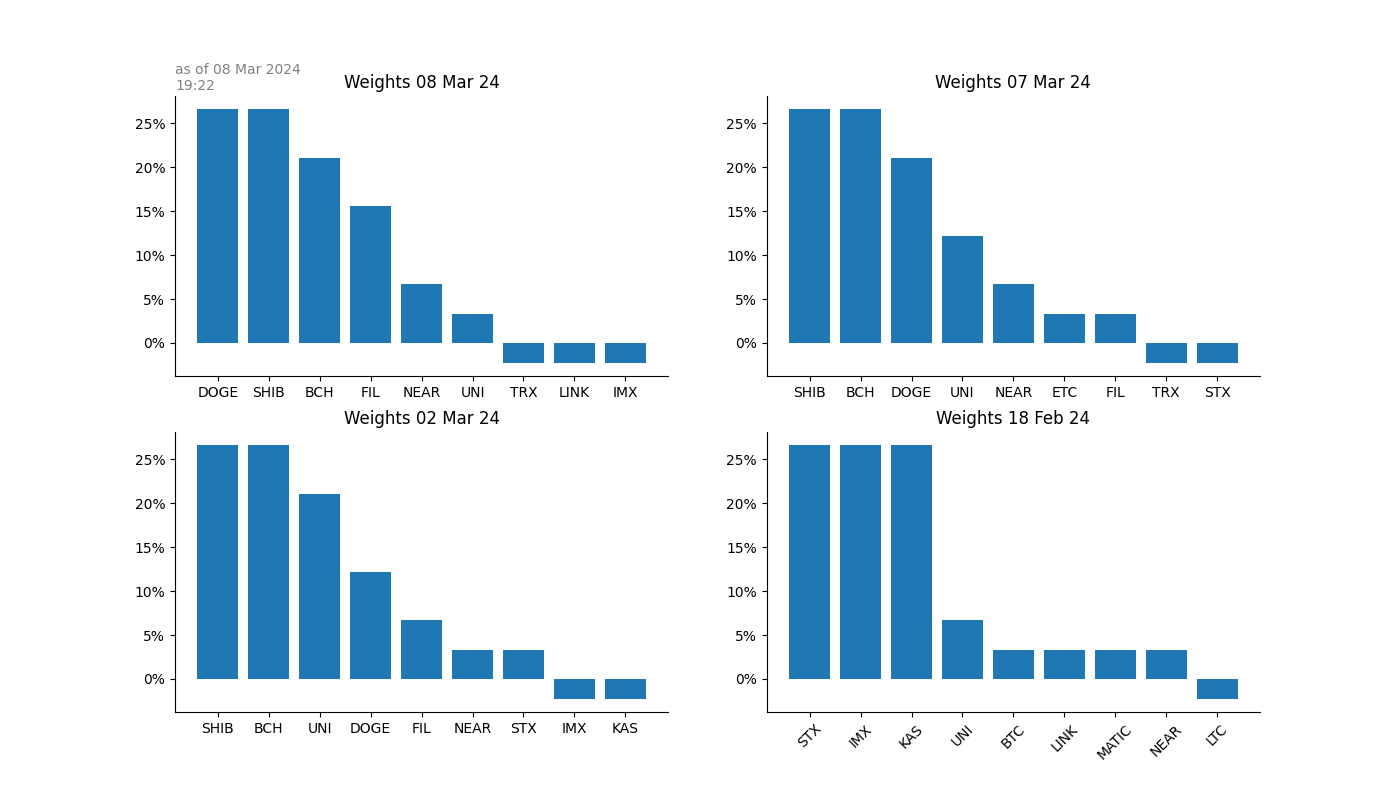 as of 08 Mar 2024
19:22
Weights 08 Mar 24
25%
20%
15%
10%
5%
0%
DOGE SHIB BCH FIL NEAR UNI TRX LINK IMX
Weights 07 Mar 24
25%
20%
15%
10%
5%
0%
SHIB BCH DOGE UNI NEAR ETC FIL TRX STX
Weights 02 Mar 24
25%
20%
15%
10%
5%
0%
SHIB BCH UNI DOGE FIL NEAR STX IMX KAS
Weights 18 Feb 24
25%
20%
15%
10%
5%
0%
STX IMX KAS UNI BTC LINK MATIC NEAR LTC